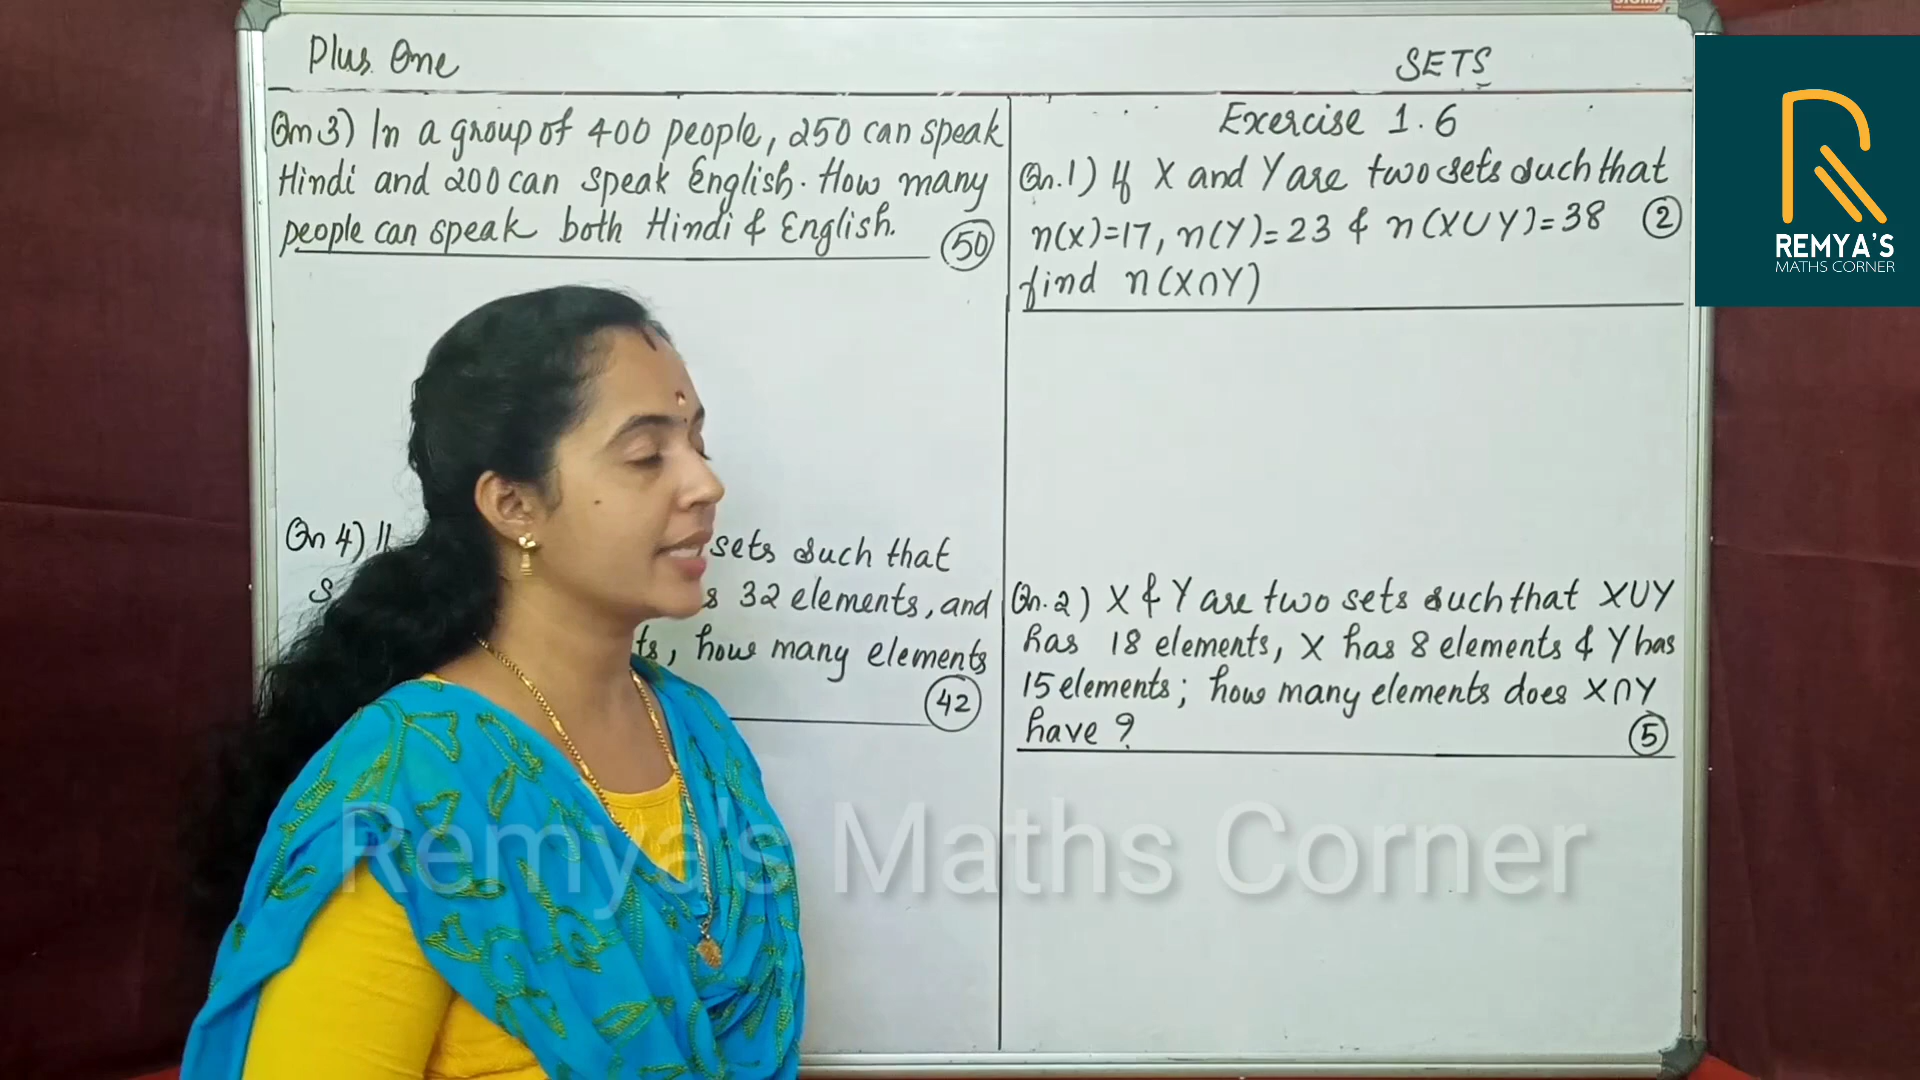 Plus One
SETS
Qn 3) In a group of 400 people, 250 can speak
Hindi and 200 can speak English. How many
people can speak both Hindi & English.
50
Qn 4) If
sets such that
S
s 32 elements, and
ts, how many elements
42
Exercise 1.6
Qn.1) If X and Y are two sets such that
n(X)=17, n(Y)=23 & n(X∪Y)=38
2
find n(X∩Y)
Qn.2) X & Y are two sets such that X∪Y
has 18 elements, X has 8 elements & Y has
15 elements; how many elements does X∩Y
have ?
5
REMYA'S
MATHS CORNER
Remya's Maths Corner